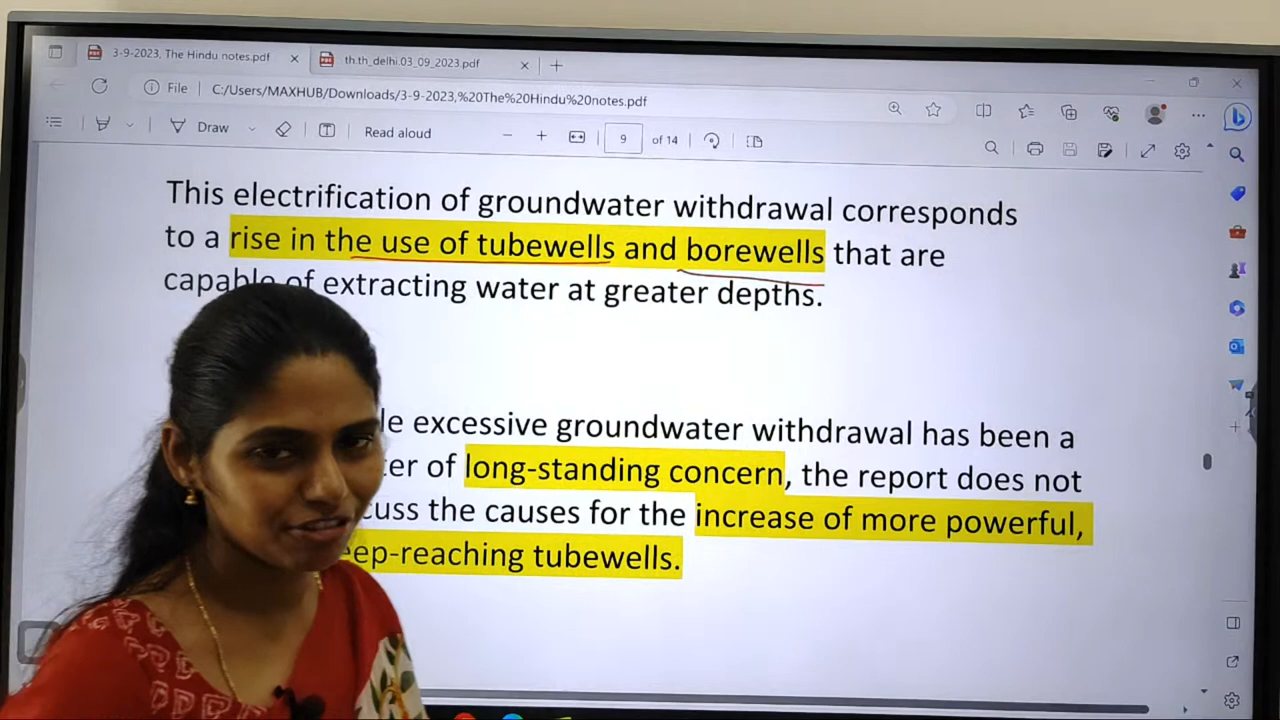 3-9-2023, The Hindu notes.pdf
th.th_delhi.03_09_2023.pdf
File
C:/Users/MAXHUB/Downloads/3-9-2023,%20The%20Hindu%20notes.pdf
Draw
Read aloud
9
of 14
This electrification of groundwater withdrawal corresponds
to a rise in the use of tubewells and borewells that are
capable of extracting water at greater depths.
le excessive groundwater withdrawal has been a
ter of long-standing concern, the report does not
cuss the causes for the increase of more powerful,
eep-reaching tubewells.